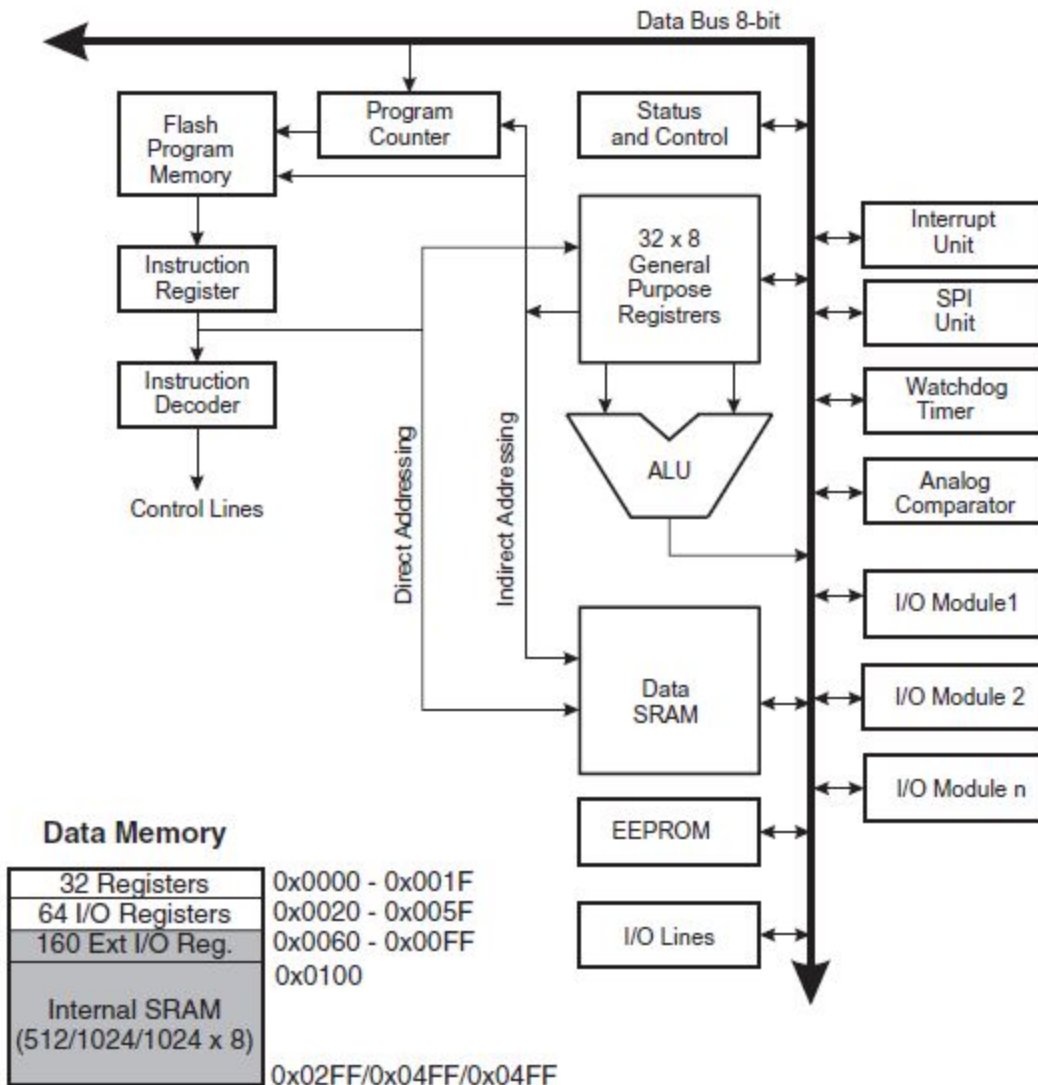 Data Bus 8-bit
Flash
Program
Memory
Program
Counter
Status
and Control
32 x 8
General
Purpose
Registrers
Interrupt
Unit
Instruction
Register
SPI
Unit
Instruction
Decoder
Watchdog
Timer
ALU
Analog
Comparator
Control Lines
Direct Addressing
Indirect Addressing
I/O Module1
Data
SRAM
I/O Module 2
I/O Module n
EEPROM
I/O Lines
Data Memory
32 Registers 0x0000 - 0x001F
64 I/O Registers 0x0020 - 0x005F
160 Ext I/O Reg. 0x0060 - 0x00FF
0x0100
Internal SRAM
(512/1024/1024 x 8)
0x02FF/0x04FF/0x04FF